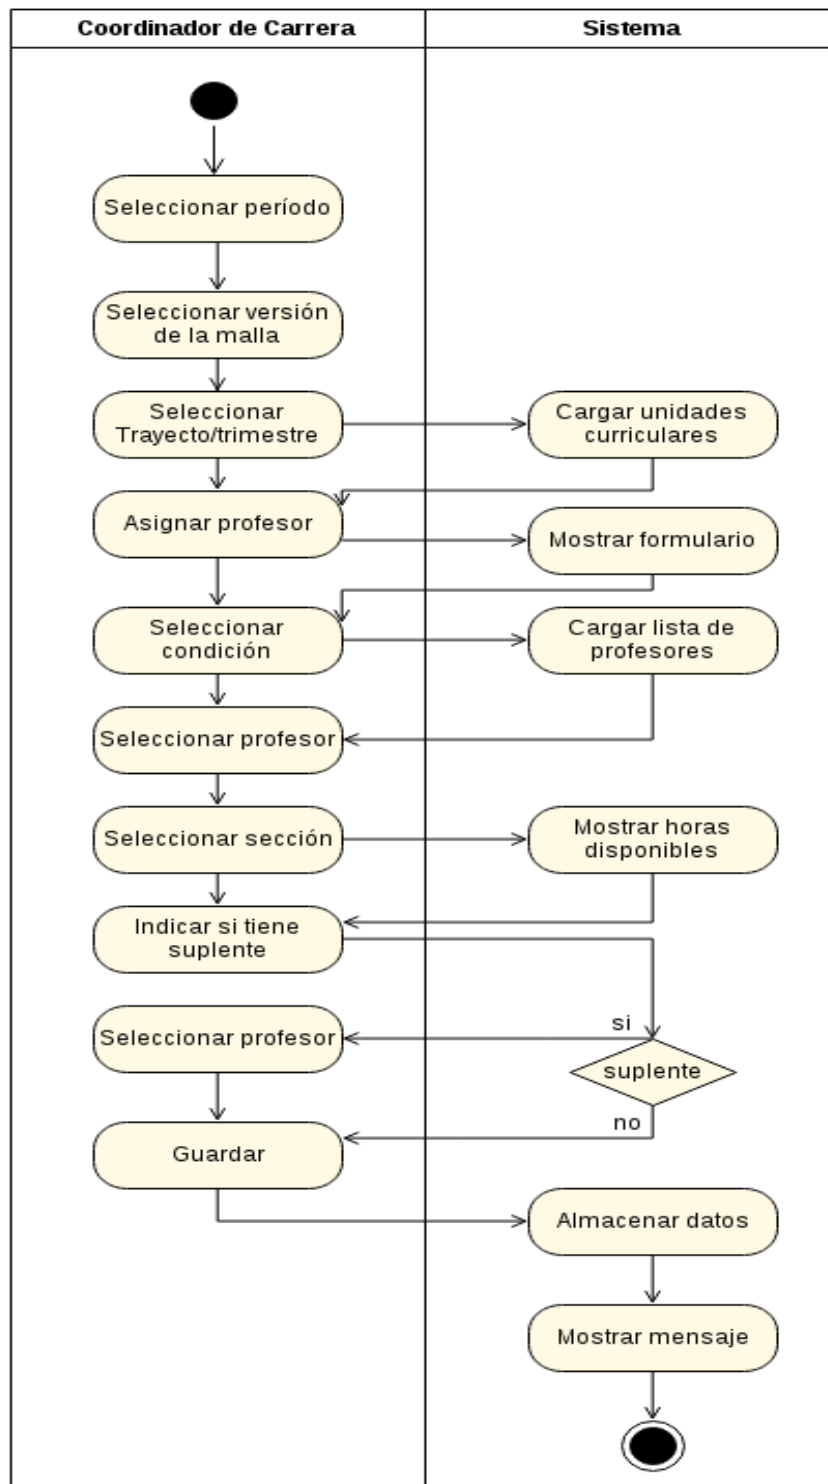 Coordinador de Carrera
Sistema
Seleccionar período
Seleccionar versión
de la malla
Seleccionar
Trayecto/trimestre
Cargar unidades
curriculares
Asignar profesor
Mostrar formulario
Seleccionar
condición
Cargar lista de
profesores
Seleccionar profesor
Seleccionar sección
Mostrar horas
disponibles
Indicar si tiene
suplente
si
Seleccionar profesor
suplente
no
Guardar
Almacenar datos
Mostrar mensaje